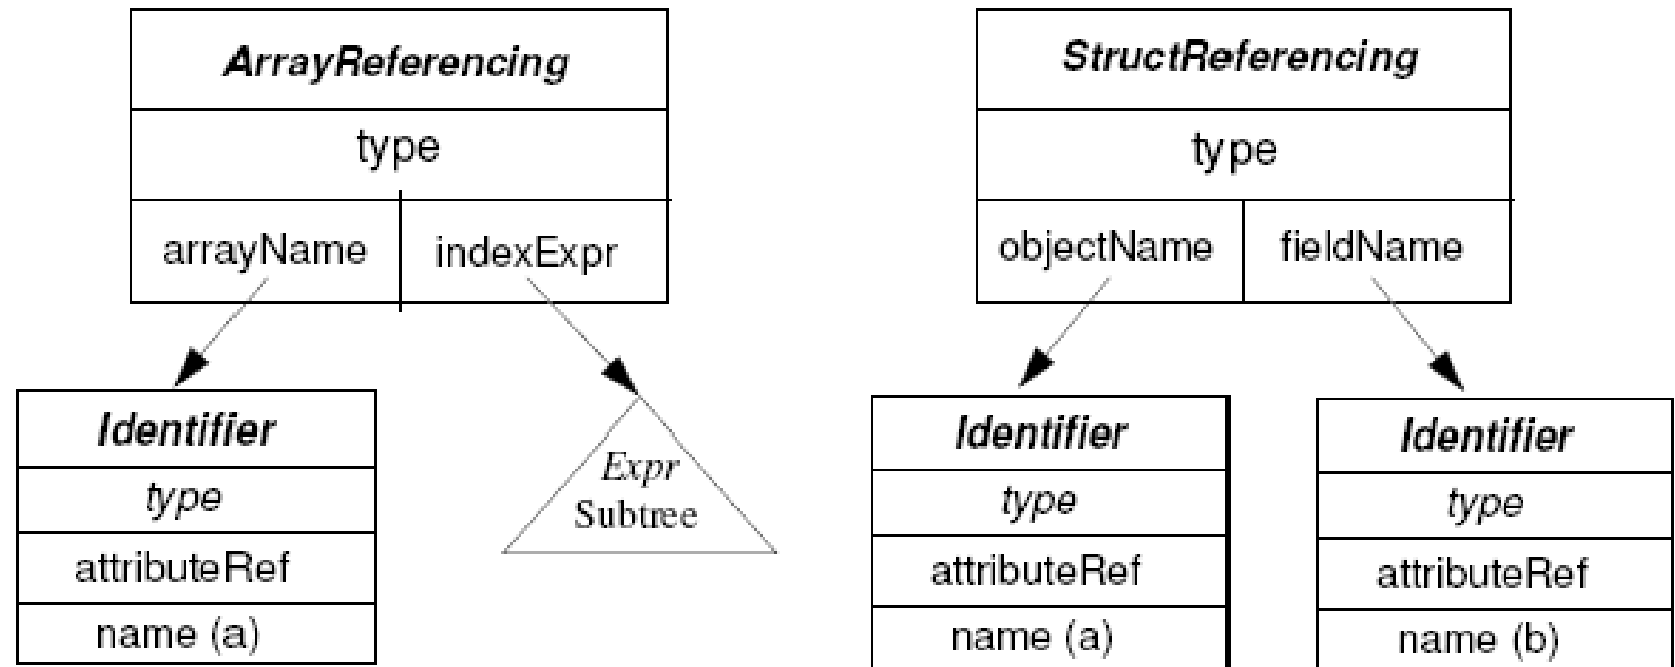 ArrayReferencing
type
arrayName
indexExpr
Identifier
type
attributeRef
name (a)
Expr
Subtree
StructReferencing
type
objectName
fieldName
Identifier
type
attributeRef
name (a)
Identifier
type
attributeRef
name (b)